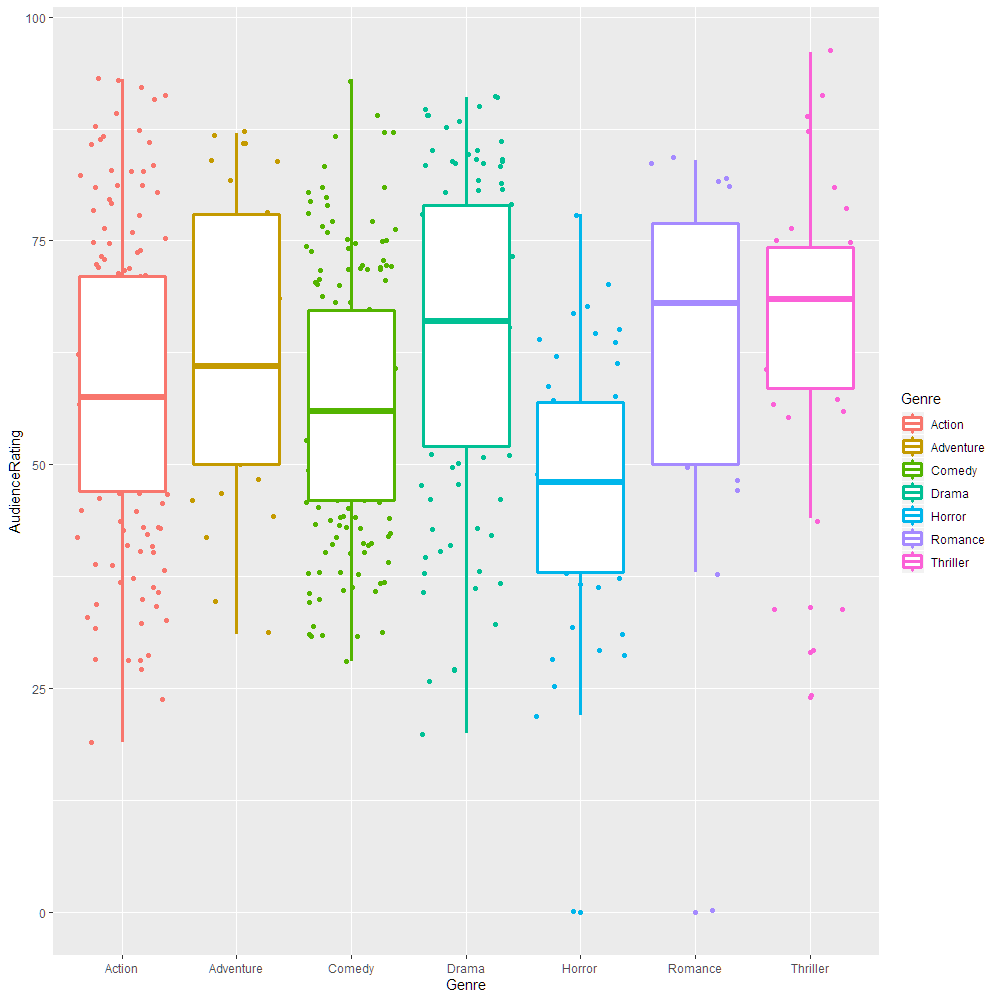 100
75
50
25
0
AudienceRating
Action Adventure Comedy Drama Horror Romance Thriller
Genre
Genre
Action
Adventure
Comedy
Drama
Horror
Romance
Thriller